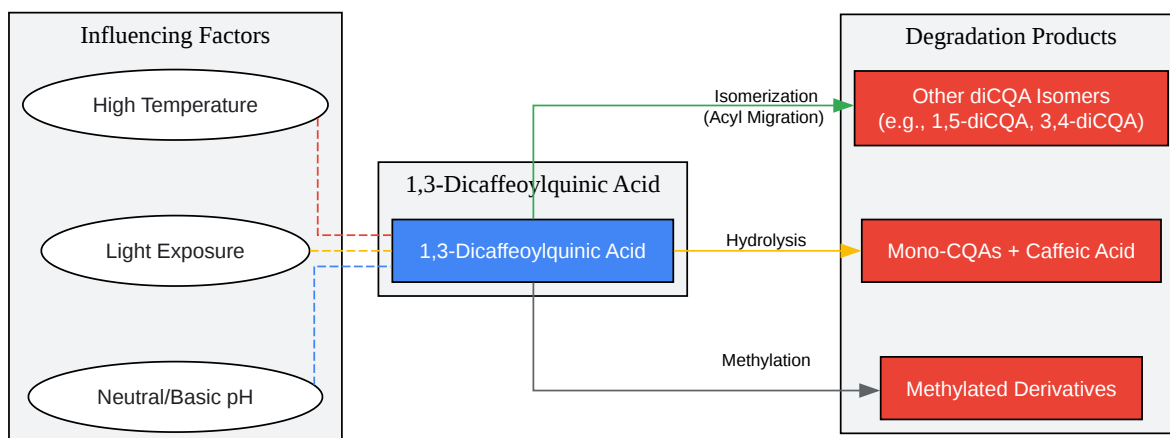 Influencing Factors
High Temperature
Light Exposure
Neutral/Basic pH
1,3-Dicaffeoylquinic Acid
1,3-Dicaffeoylquinic Acid
Isomerization
(Acyl Migration)
Hydrolysis
Methylation
Degradation Products
Other diCQA Isomers
(e.g., 1,5-diCQA, 3,4-diCQA)
Mono-CQAs + Caffeic Acid
Methylated Derivatives